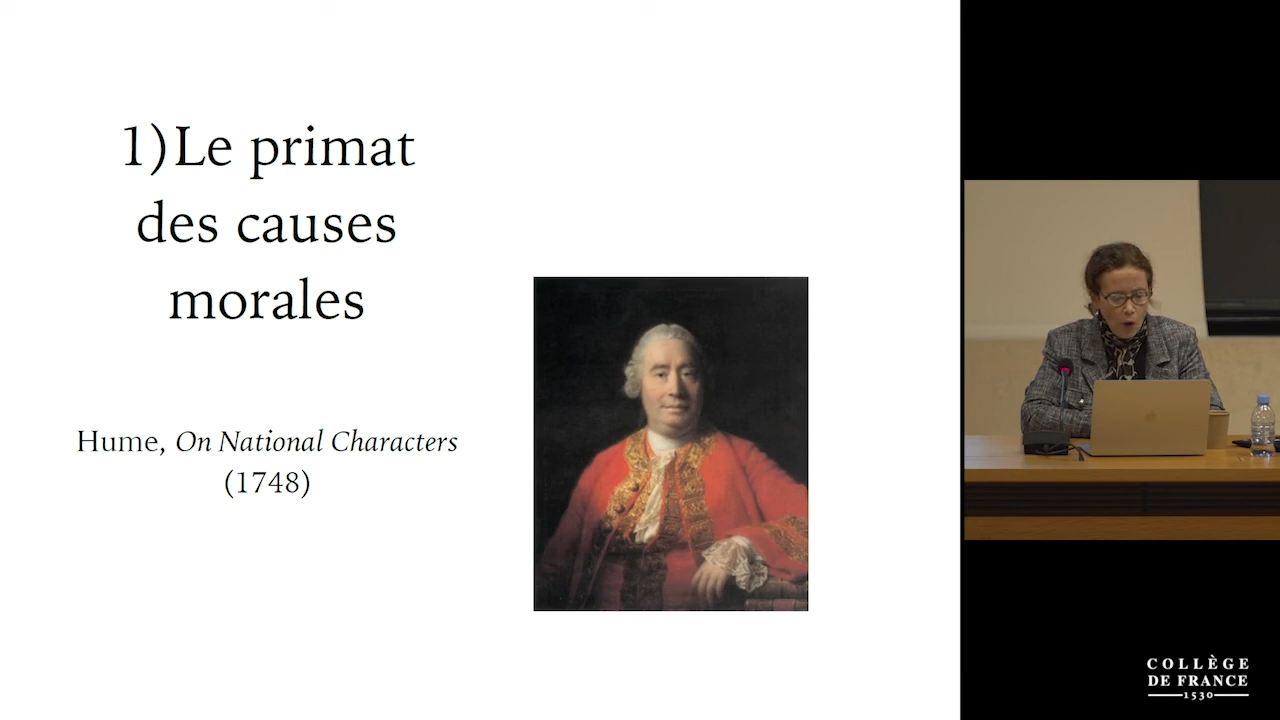 1) Le primat
des causes
morales
Hume, On National Characters
(1748)
COLLÈGE
DE FRANCE
1530